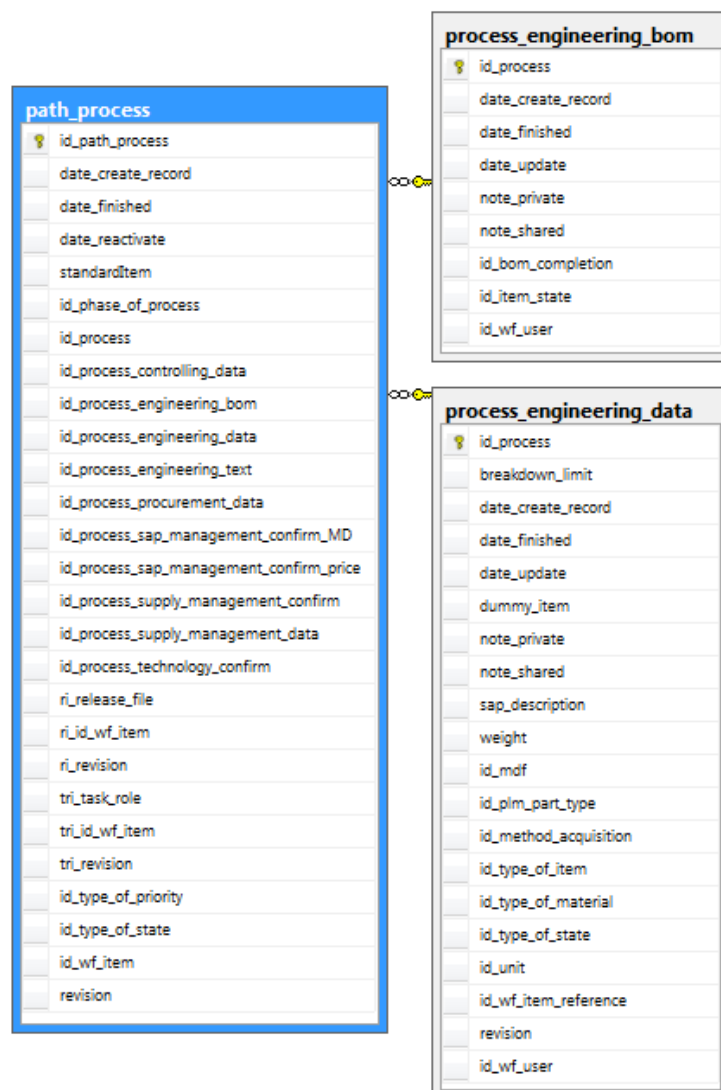 process_engineering_bom
id_process
date_create_record
date_finished
date_update
note_private
note_shared
id_bom_completion
id_item_state
id_wf_user
path_process
id_path_process
date_create_record
date_finished
date_reactivate
standardItem
id_phase_of_process
id_process
id_process_controlling_data
id_process_engineering_bom
id_process_engineering_data
id_process_engineering_text
id_process_procurement_data
id_process_sap_management_confirm_MD
id_process_sap_management_confirm_price
id_process_supply_management_confirm
id_process_supply_management_data
id_process_technology_confirm
ri_release_file
ri_id_wf_item
ri_revision
tri_task_role
tri_id_wf_item
tri_revision
id_type_of_priority
id_type_of_state
id_wf_item
revision
process_engineering_data
id_process
breakdown_limit
date_create_record
date_finished
date_update
dummy_item
note_private
note_shared
sap_description
weight
id_mdf
id_plm_part_type
id_method_acquisition
id_type_of_item
id_type_of_material
id_type_of_state
id_unit
id_wf_item_reference
revision
id_wf_user